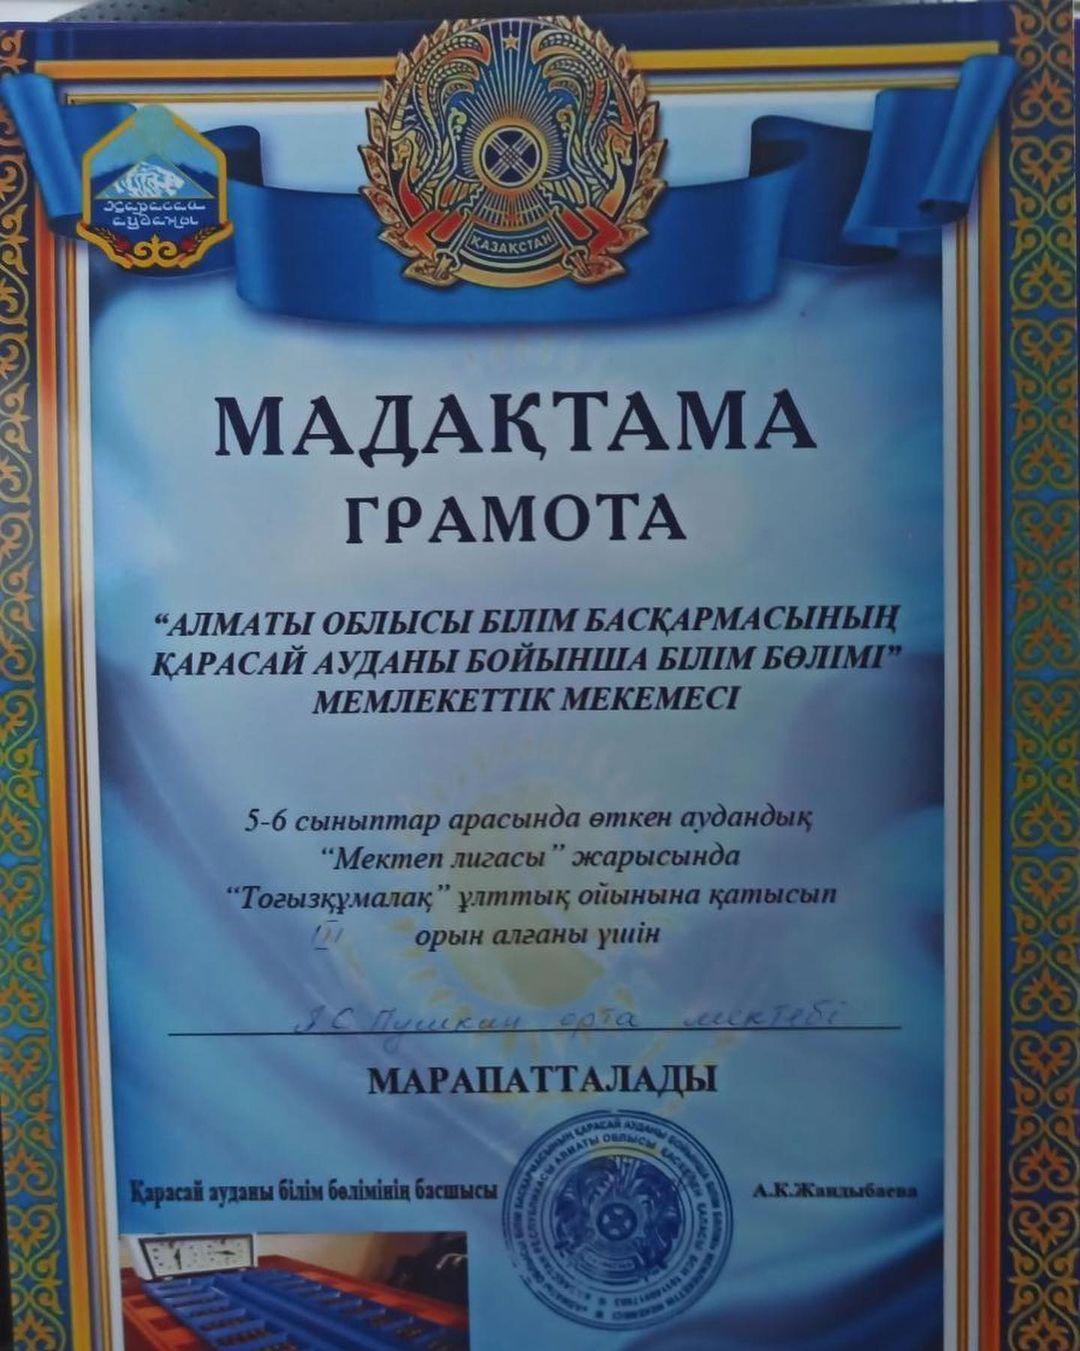 ҚАЗАҚСТАН
Қарасай
ауданы
МАДАҚТАМА
ГРАМОТА
“АЛМАТЫ ОБЛЫСЫ БІЛІМ БАСҚАРМАСЫНЫҢ
ҚАРАСАЙ АУДАНЫ БОЙЫНША БІЛІМ БӨЛІМІ”
МЕМЛЕКЕТТІК МЕКЕМЕСІ
5-6 сыныптар арасында өткен аудандық
“Мектеп лигасы” жарысында
“Тоғызқұмалақ” ұлттық ойынына қатысып
III орын алғаны үшін
А С Пушкин орта мектебі
МАРАПАТТАЛАДЫ
Қарасай ауданы білім бөлімінің басшысы
А.К.Жандыбаева